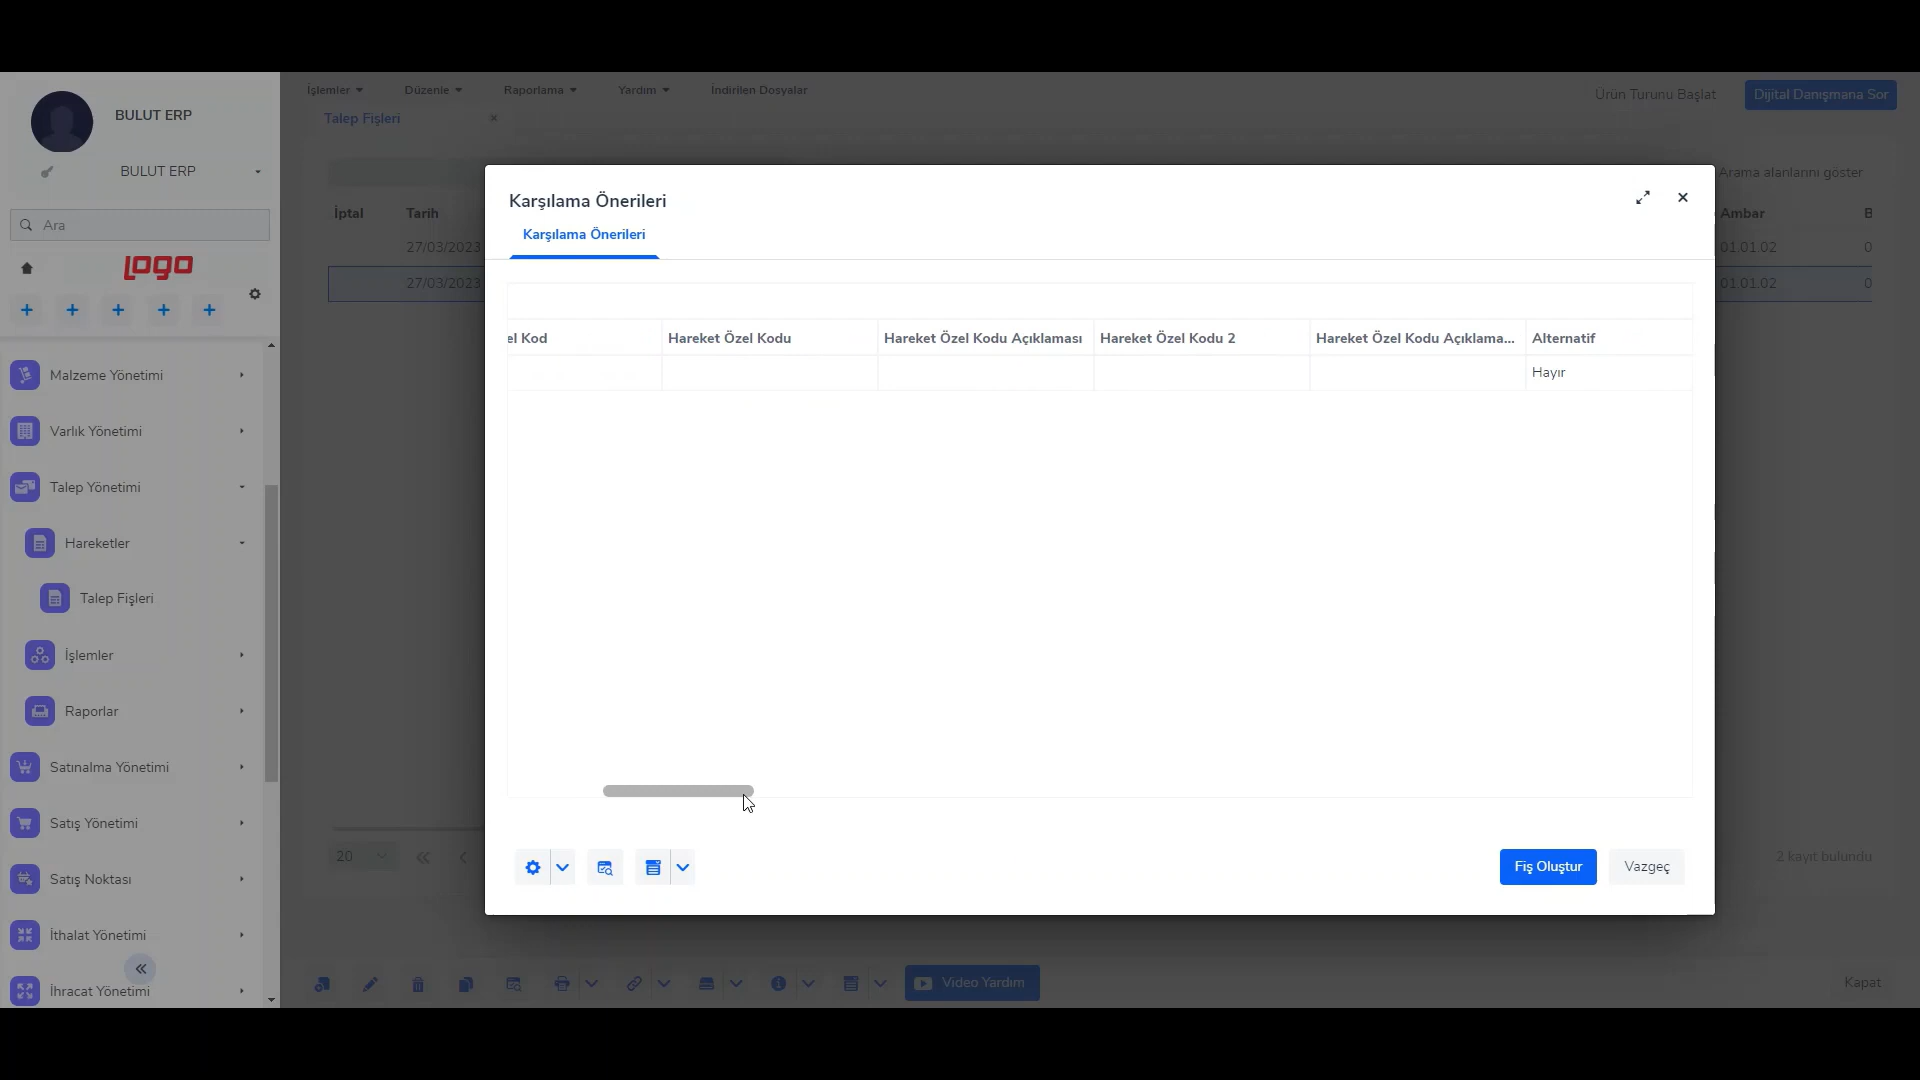 BULUT ERP
BULUT ERP
Ara
LOGO
Malzeme Yönetimi
Varlık Yönetimi
Talep Yönetimi
Hareketler
Talep Fişleri
İşlemler
Raporlar
Satınalma Yönetimi
Satış Yönetimi
Satış Noktası
İthalat Yönetimi
İhracat Yönetimi
İşlemler Düzenle Raporlama Yardım İndirilen Dosyalar
Ürün Turunu Başlat Dijital Danışmana Sor
Talep Fişleri
Arama alanlarını göster
İptal Tarih Ambar B
27/03/2023 01.01.02 0
27/03/2023 01.01.02 0
Karşılama Önerileri
Karşılama Önerileri
el Kod Hareket Özel Kodu Hareket Özel Kodu Açıklaması Hareket Özel Kodu 2 Hareket Özel Kodu Açıklama... Alternatif
Hayır
Fiş Oluştur Vazgeç
20 2 kayıt bulundu
Video Yardım Kapat